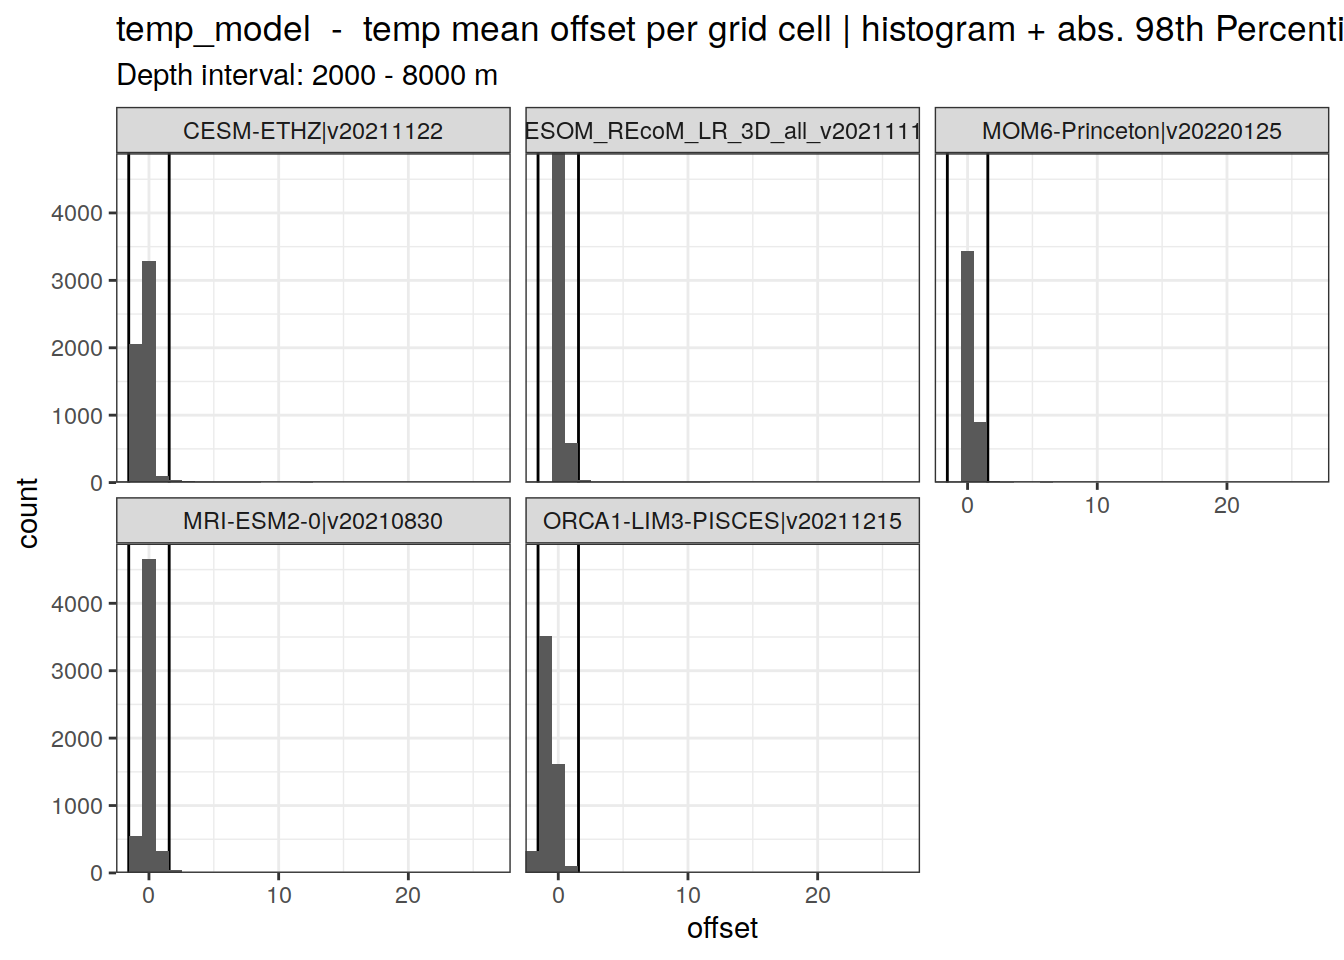 temp_model - temp mean offset per grid cell | histogram + abs. 98th Percenti
Depth interval: 2000 - 8000 m
CESM-ETHZ|v20211122
ESOM_REcoM_LR_3D_all_v2021111
MOM6-Princeton|v20220125
4000
3000
2000
1000
0
0
10
20
count
MRI-ESM2-0|v20210830
ORCA1-LIM3-PISCES|v20211215
4000
3000
2000
1000
0
0
10
20
0
10
20
offset